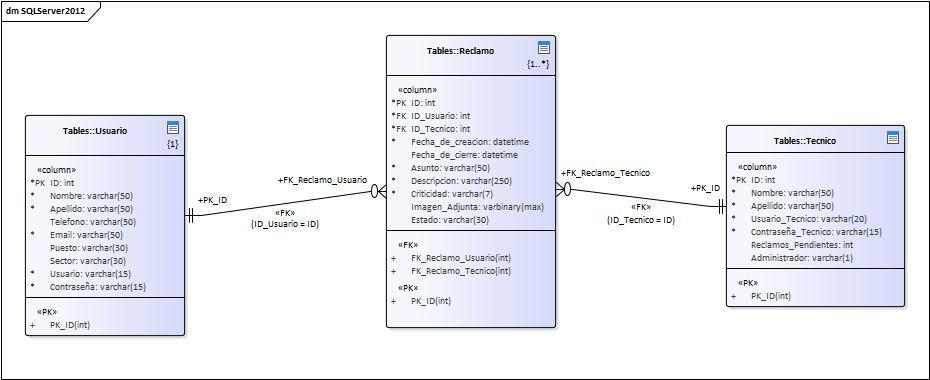 dm SQLServer2012
Tables::Usuario
{1}
«column»
*PK ID: int
* Nombre: varchar(50)
* Apellido: varchar(50)
Telefono: varchar(50)
* Email: varchar(50)
Puesto: varchar(30)
Sector: varchar(30)
* Usuario: varchar(15)
* Contraseña: varchar(15)
«PK»
+ PK_ID(int)
+PK_ID
+FK_Reclamo_Usuario
«FK»
(ID_Usuario = ID)
Tables::Reclamo
{1..*}
«column»
*PK ID: int
*FK ID_Usuario: int
*FK ID_Tecnico: int
* Fecha_de_creacion: datetime
Fecha_de_cierre: datetime
* Asunto: varchar(50)
* Descripcion: varchar(250)
* Criticidad: varchar(7)
Imagen_Adjunta: varbinary(max)
* Estado: varchar(30)
«FK»
+ FK_Reclamo_Usuario(int)
+ FK_Reclamo_Tecnico(int)
«PK»
+ PK_ID(int)
+FK_Reclamo_Tecnico
+PK_ID
«FK»
(ID_Tecnico = ID)
Tables::Tecnico
«column»
*PK ID: int
* Nombre: varchar(50)
* Apellido: varchar(50)
* Usuario_Tecnico: varchar(20)
* Contraseña_Tecnico: varchar(15)
Reclamos_Pendientes: int
Administrador: varchar(1)
«PK»
+ PK_ID(int)